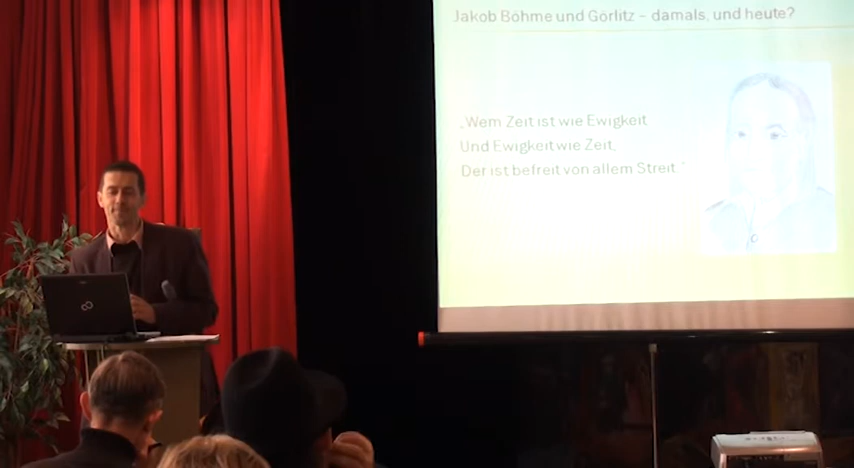 Jakob Böhme und Görlitz – damals, und heute?
„Wem Zeit ist wie Ewigkeit
Und Ewigkeit wie Zeit,
Der ist befreit von allem Streit.“